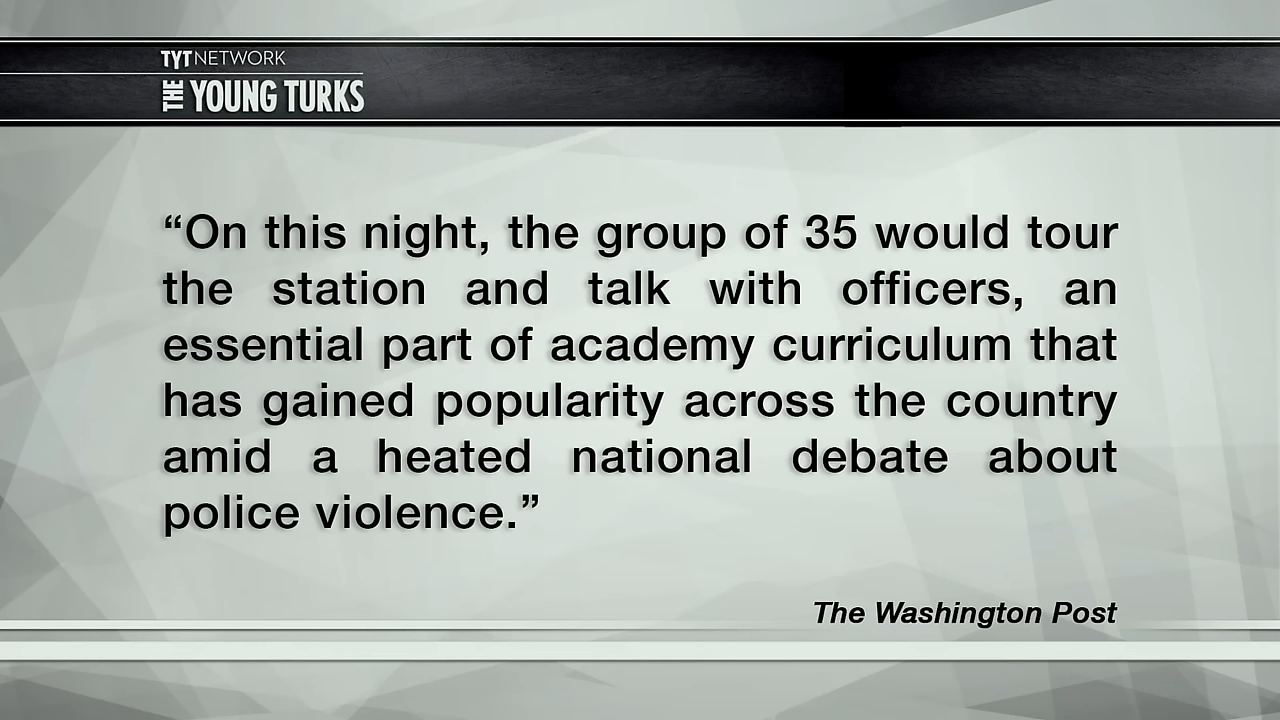 TYT NETWORK
THE YOUNG TURKS
“On this night, the group of 35 would tour
the station and talk with officers, an
essential part of academy curriculum that
has gained popularity across the country
amid a heated national debate about
police violence.”
The Washington Post